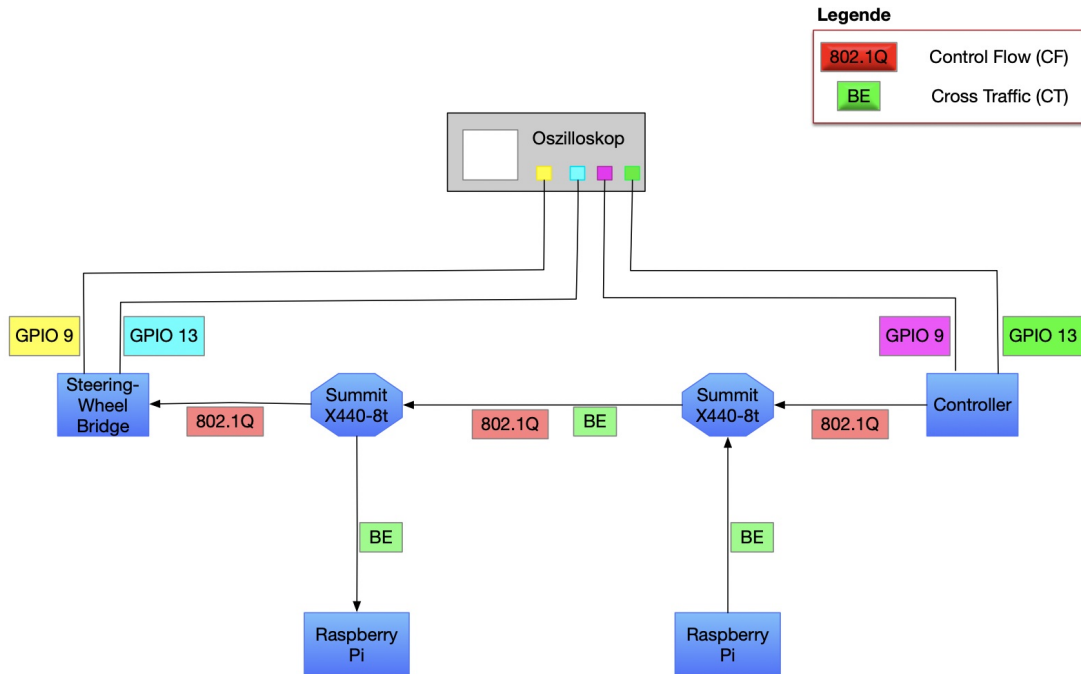 Legende
802.1Q Control Flow (CF)
BE Cross Traffic (CT)
Oszilloskop
GPIO 9
GPIO 13
GPIO 9
GPIO 13
Steering-
Wheel
Bridge
802.1Q
Summit
X440-8t
802.1Q
BE
Summit
X440-8t
802.1Q
Controller
BE
BE
Raspberry
Pi
Raspberry
Pi